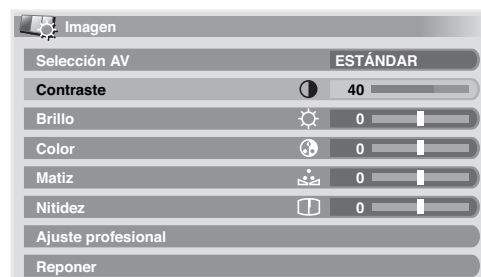 Imagen
Selección AV ESTÁNDAR
Contraste 40
Brillo 0
Color 0
Matiz 0
Nitidez 0
Ajuste profesional
Reponer